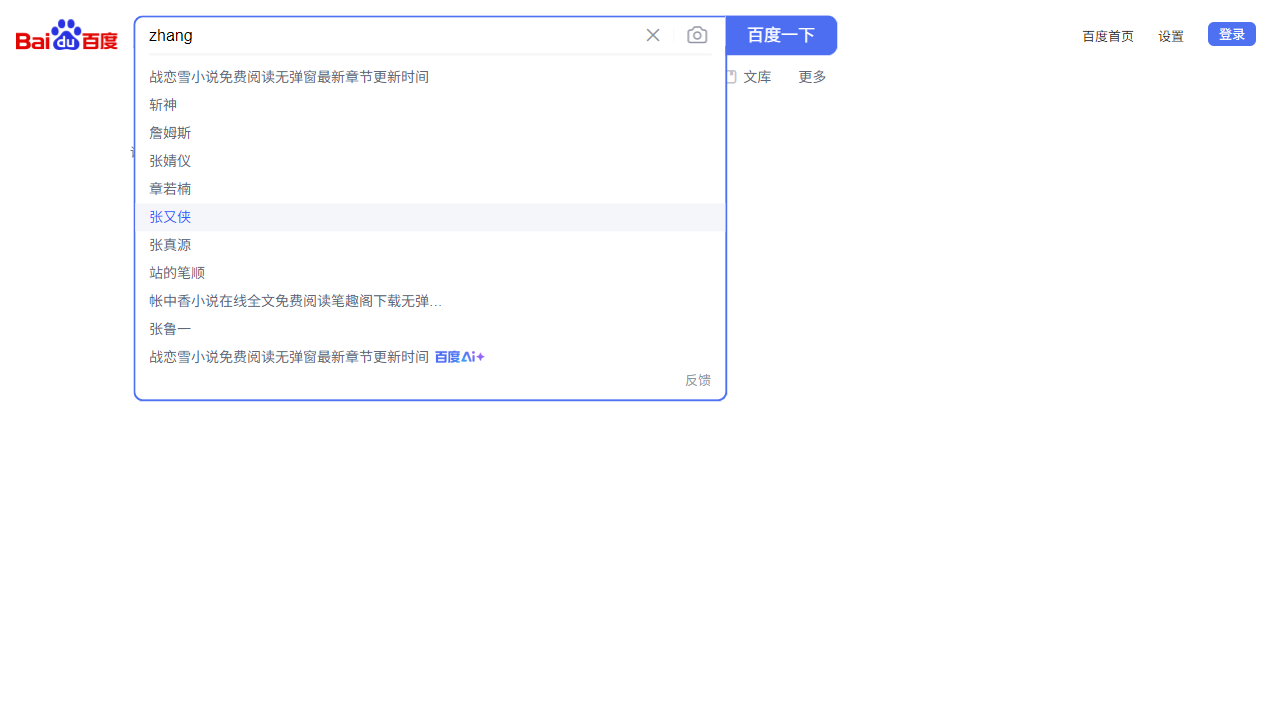 Bai du 百度
zhang
百度一下
百度首页
设置
登录
文库
更多
战恋雪小说免费阅读无弹窗最新章节更新时间
斩神
詹姆斯
张婧仪
章若楠
张又侠
张真源
站的笔顺
帐中香小说在线全文免费阅读笔趣阁下载无弹...
张鲁一
战恋雪小说免费阅读无弹窗最新章节更新时间 百度Ai+
反馈